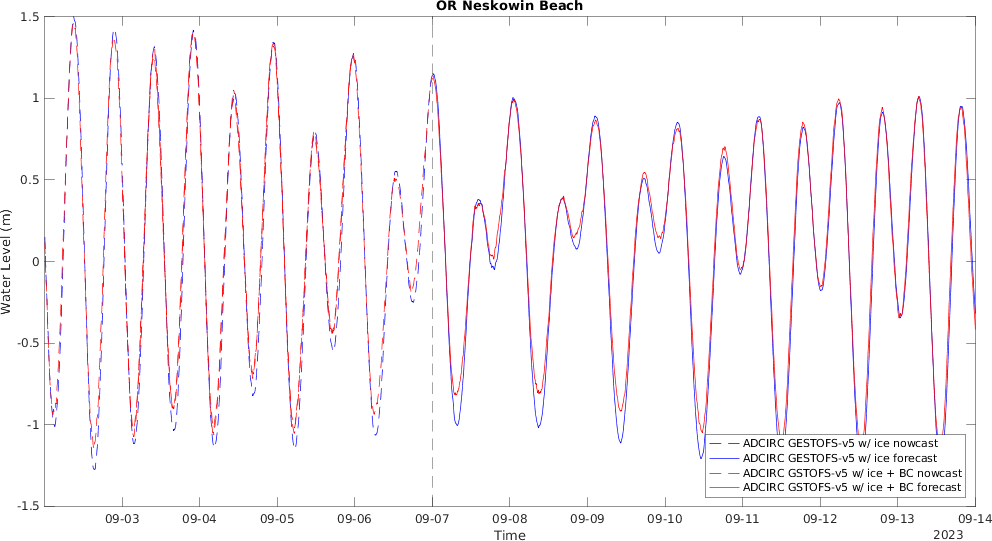 OR Neskowin Beach
1.5
1
0.5
0
-0.5
-1
-1.5
Water Level (m)
09-03 09-04 09-05 09-06 09-07 09-08 09-09 09-10 09-11 09-12 09-13 09-14
Time
2023
ADCIRC GESTOFS-v5 w/ ice nowcast
ADCIRC GESTOFS-v5 w/ ice forecast
ADCIRC GSTOFS-v5 w/ ice + BC nowcast
ADCIRC GSTOFS-v5 w/ ice + BC forecast